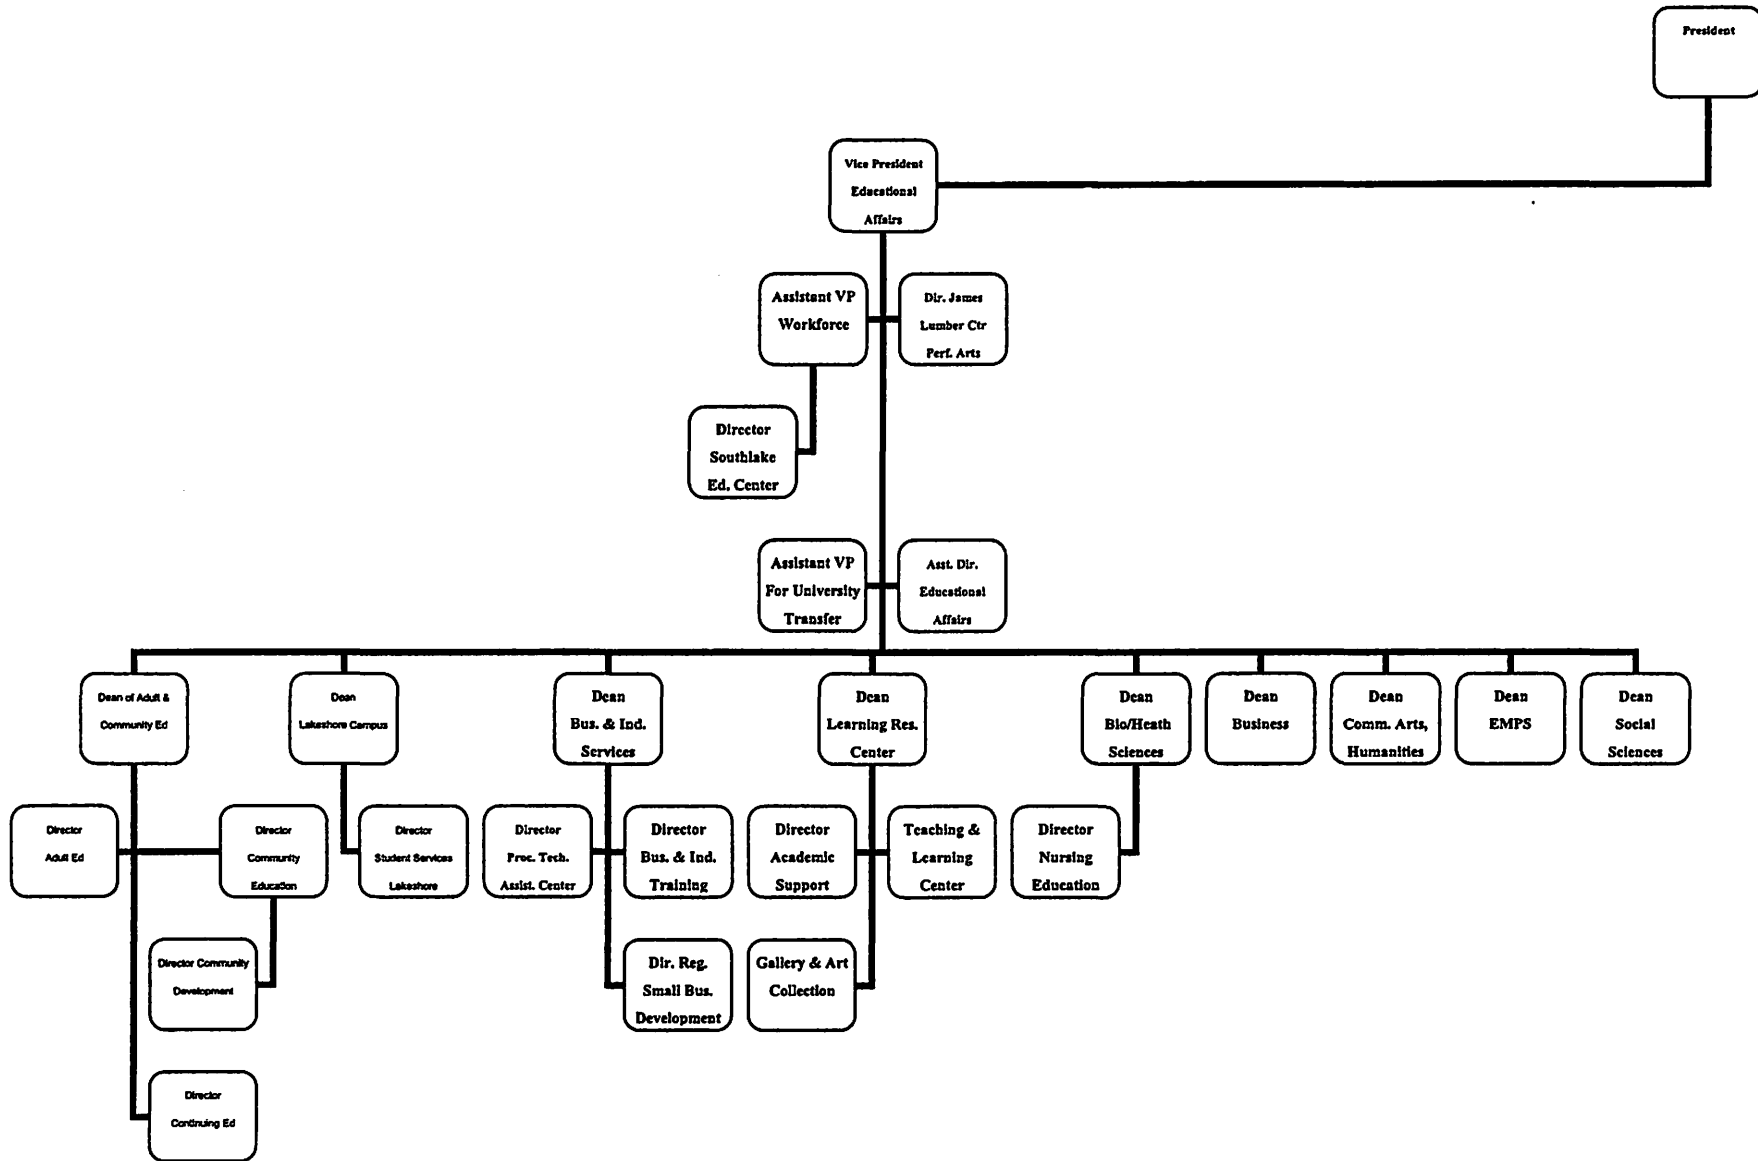 President
Vice President
Educational
Affairs
Assistant VP
Workforce
Dir. James
Lumber Ctr
Perf. Arts
Director
Southlake
Ed. Center
Assistant VP
For University
Transfer
Asst. Dir.
Educational
Affairs
Dean of Adult &
Community Ed
Dean
Lakeshore Campus
Dean
Bus. & Ind.
Services
Dean
Learning Res.
Center
Dean
Bio/Heath
Sciences
Dean
Business
Dean
Comm. Arts,
Humanities
Dean
EMPS
Dean
Social
Sciences
Director
Adult Ed
Director
Community
Education
Director
Student Services
Lakeshore
Director
Proc. Tech.
Assist. Center
Director
Bus. & Ind.
Training
Director
Academic
Support
Teaching &
Learning
Center
Director
Nursing
Education
Director Community
Development
Dir. Reg.
Small Bus.
Development
Gallery & Art
Collection
Director
Continuing Ed